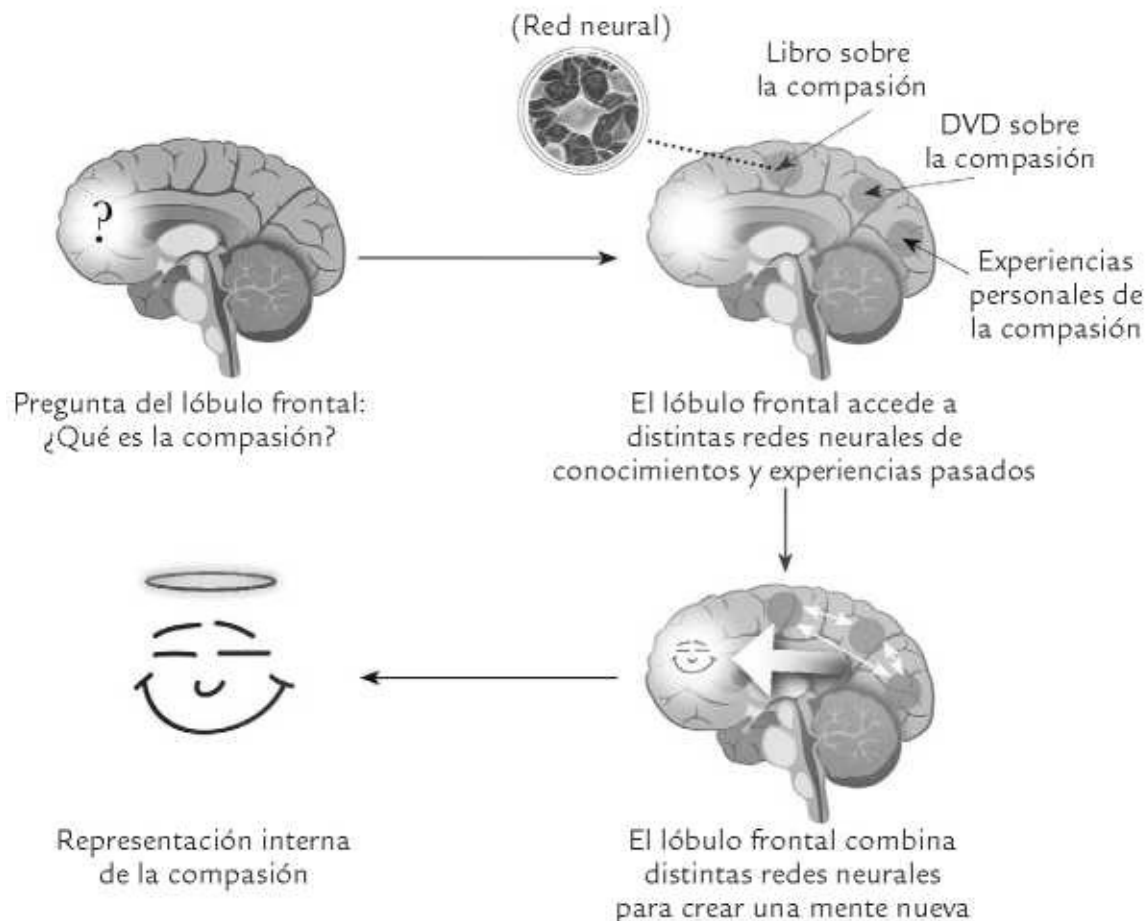 (Red neural)
Libro sobre
la compasión
DVD sobre
la compasión
?
Experiencias
personales de
la compasión
Pregunta del lóbulo frontal:
¿Qué es la compasión?
El lóbulo frontal accede a
distintas redes neurales de
conocimientos y experiencias pasados
Representación interna
de la compasión
El lóbulo frontal combina
distintas redes neurales
para crear una mente nueva